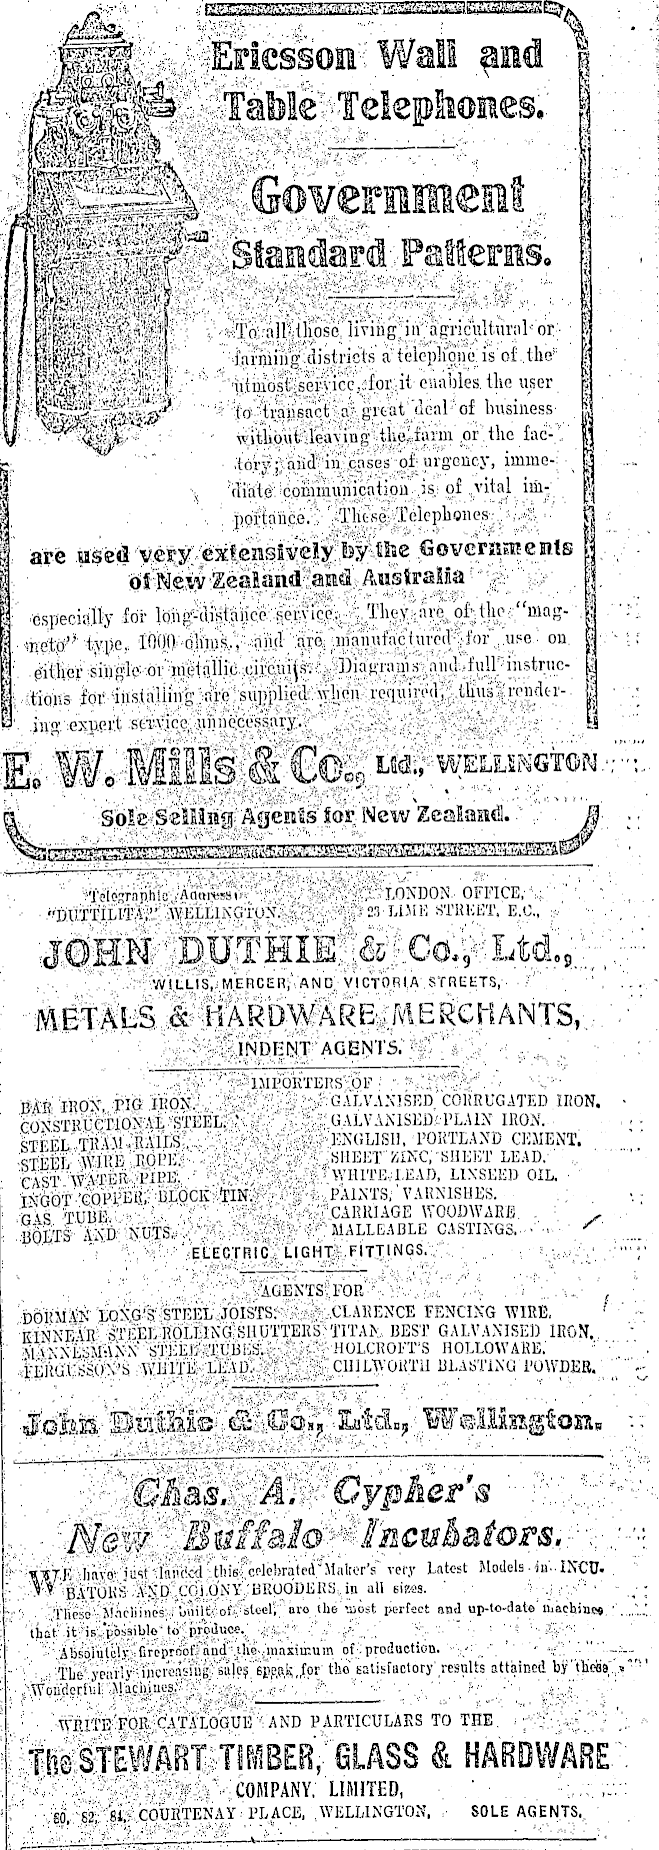 Ericsson Wall and
Table Telephones.
Government
Standard Patterns.
To all those living in agricultural or
farming districts a telephone is of the
utmost service, for it enables the user
to transact a great deal of business
without leaving the farm or the fac-
tory; and in cases of urgency, imme-
diate communication is of vital im-
portance. These Telephones
are used very extensively by the Governments
of New Zealand and Australia
especially for long-distance service. They are of the "mag-
neto" type, 1000 ohms., and are manufactured for use on
either single or metallic circuits. Diagrams and full instruc-
tions for installing are supplied when required, thus render-
ing expert service unnecessary.
E. W. Mills & Co., Ltd., WELLINGTON
Sole Selling Agents for New Zealand.
Telegraphic Address:
"DUTTILITA," WELLINGTON.
LONDON OFFICE,
23 LIME STREET, E.C.,
JOHN DUTHIE & Co., Ltd.,
WILLIS, MERCER, AND VICTORIA STREETS,
METALS & HARDWARE MERCHANTS,
INDENT AGENTS.
IMPORTERS OF
BAR IRON, PIG IRON.
CONSTRUCTIONAL STEEL.
STEEL TRAM RAILS.
STEEL WIRE ROPE.
CAST WATER PIPE.
INGOT COPPER, BLOCK TIN.
GAS TUBE.
BOLTS AND NUTS.
GALVANISED CORRUGATED IRON.
GALVANISED PLAIN IRON.
ENGLISH, PORTLAND CEMENT.
SHEET ZINC, SHEET LEAD.
WHITE LEAD, LINSEED OIL.
PAINTS, VARNISHES.
CARRIAGE WOODWARE
MALLEABLE CASTINGS.
ELECTRIC LIGHT FITTINGS.
AGENTS FOR
DORMAN LONG'S STEEL JOISTS.
KINNEAR STEEL ROLLING SHUTTERS
MANNESMANN STEEL TUBES.
FERGUSSON'S WHITE LEAD.
CLARENCE FENCING WIRE.
TITAN BEST GALVANISED IRON.
HOLCROFT'S HOLLOWARE.
CHILWORTH BLASTING POWDER.
John Duthie & Co., Ltd., Wellington.
Chas. A. Cypher's
New Buffalo Incubators.
WE have just landed this celebrated Maker's very Latest Models in INCU-
BATORS AND COLONY BROODERS in all sizes.
These Machines built of steel, are the most perfect and up-to-date machines
that it is possible to produce.
Absolutely fireproof and the maximum of production.
The yearly increasing sales speak for the satisfactory results attained by these
Wonderful Machines.
WRITE FOR CATALOGUE AND PARTICULARS TO THE
The STEWART TIMBER, GLASS & HARDWARE
COMPANY, LIMITED,
80, 82, 84, COURTENAY PLACE, WELLINGTON, SOLE AGENTS.